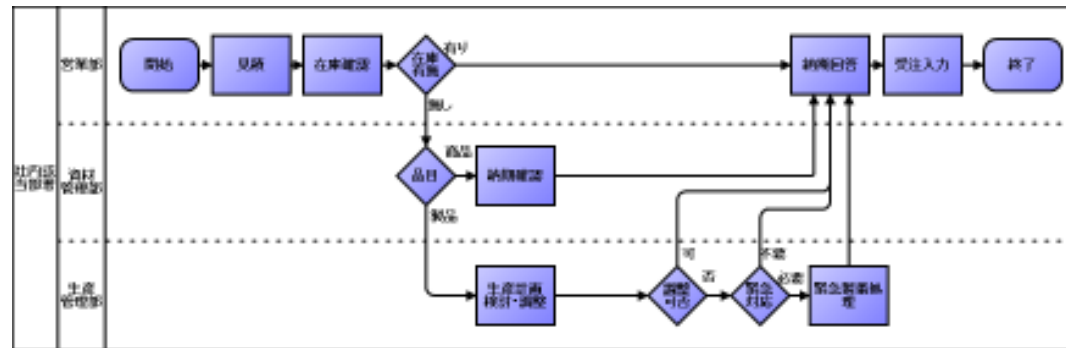 社内担
当部署
営業部
開始
見積
在庫確認
在庫
有無
有り
無し
納期回答
受注入力
終了
資材
管理部
品目
商品
納期確認
製品
生産
管理部
生産計画
検討・調整
調整
可否
可
否
緊急
対応
不要
必要
緊急製薬処
理